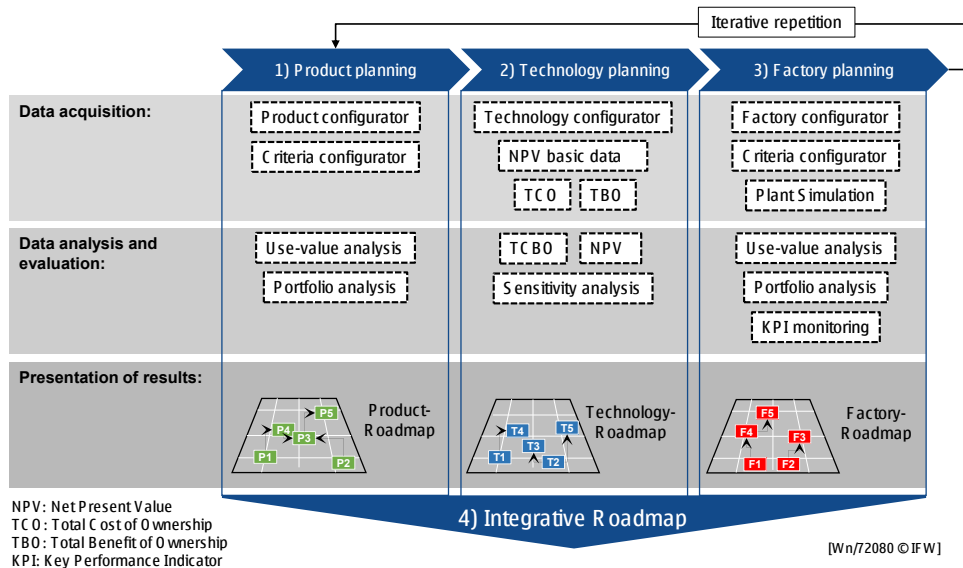 Iterative repetition
1) Product planning
2) Technology planning
3) Factory planning
Data acquisition:
Product configurator
Criteria configurator
Technology configurator
NPV basic data
TCO
TBO
Factory configurator
Criteria configurator
Plant Simulation
Data analysis and
evaluation:
Use-value analysis
Portfolio analysis
TCBO
NPV
Sensitivity analysis
Use-value analysis
Portfolio analysis
KPI monitoring
Presentation of results:
P5
P4
P3
P1
P2
Product-
Roadmap
T4
T5
T3
T1
T2
Technology-
Roadmap
F5
F4
F3
F1
F2
Factory-
Roadmap
4) Integrative Roadmap
NPV: Net Present Value
TCO: Total Cost of Ownership
TBO: Total Benefit of Ownership
KPI: Key Performance Indicator
[Wn/72080 © IFW]